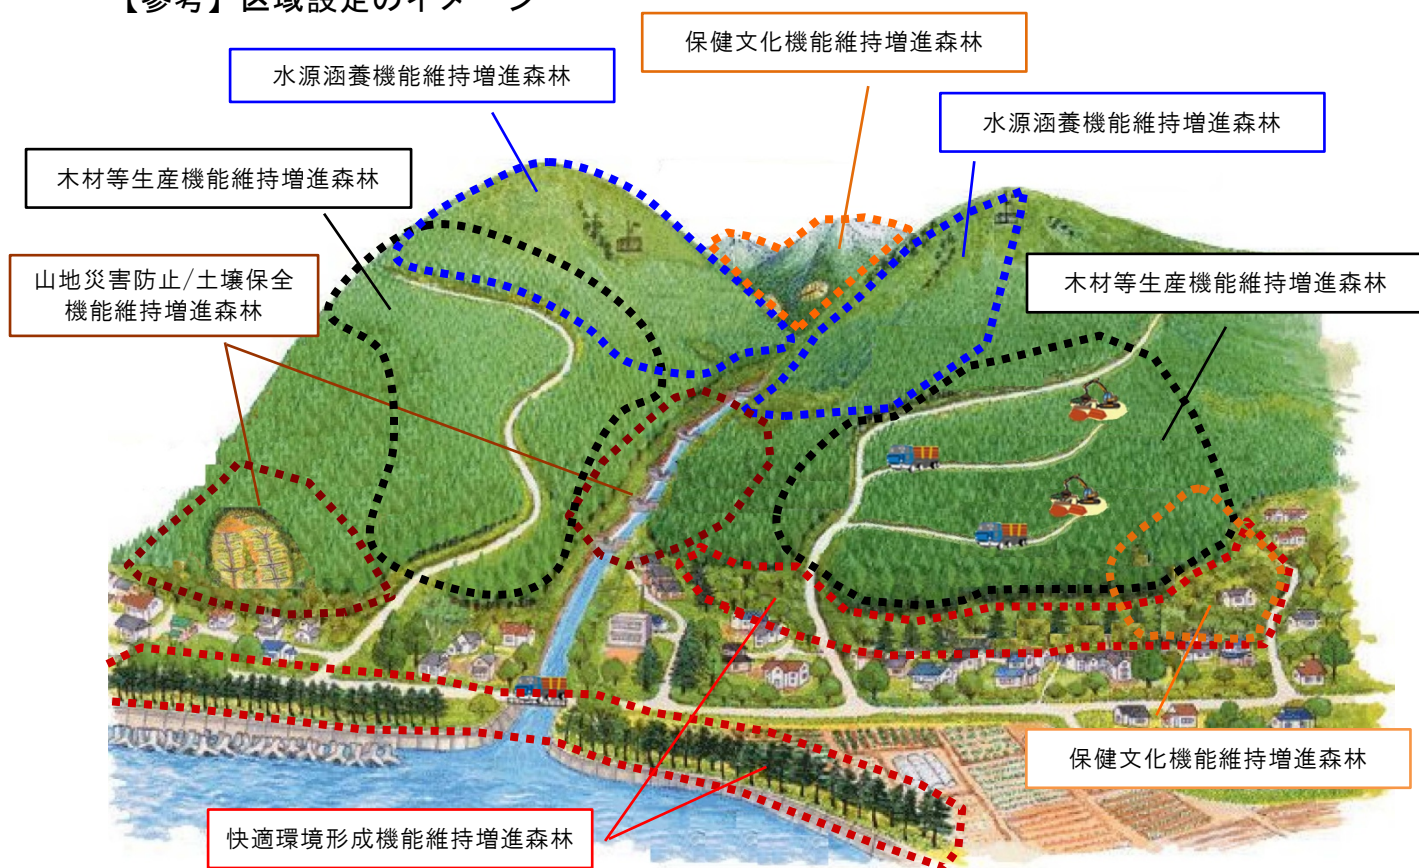 【参考】区域設定のイメージ
保健文化機能維持増進森林
水源涵養機能維持増進森林
水源涵養機能維持増進森林
木材等生産機能維持増進森林
山地災害防止/土壌保全
機能維持増進森林
木材等生産機能維持増進森林
保健文化機能維持増進森林
快適環境形成機能維持増進森林